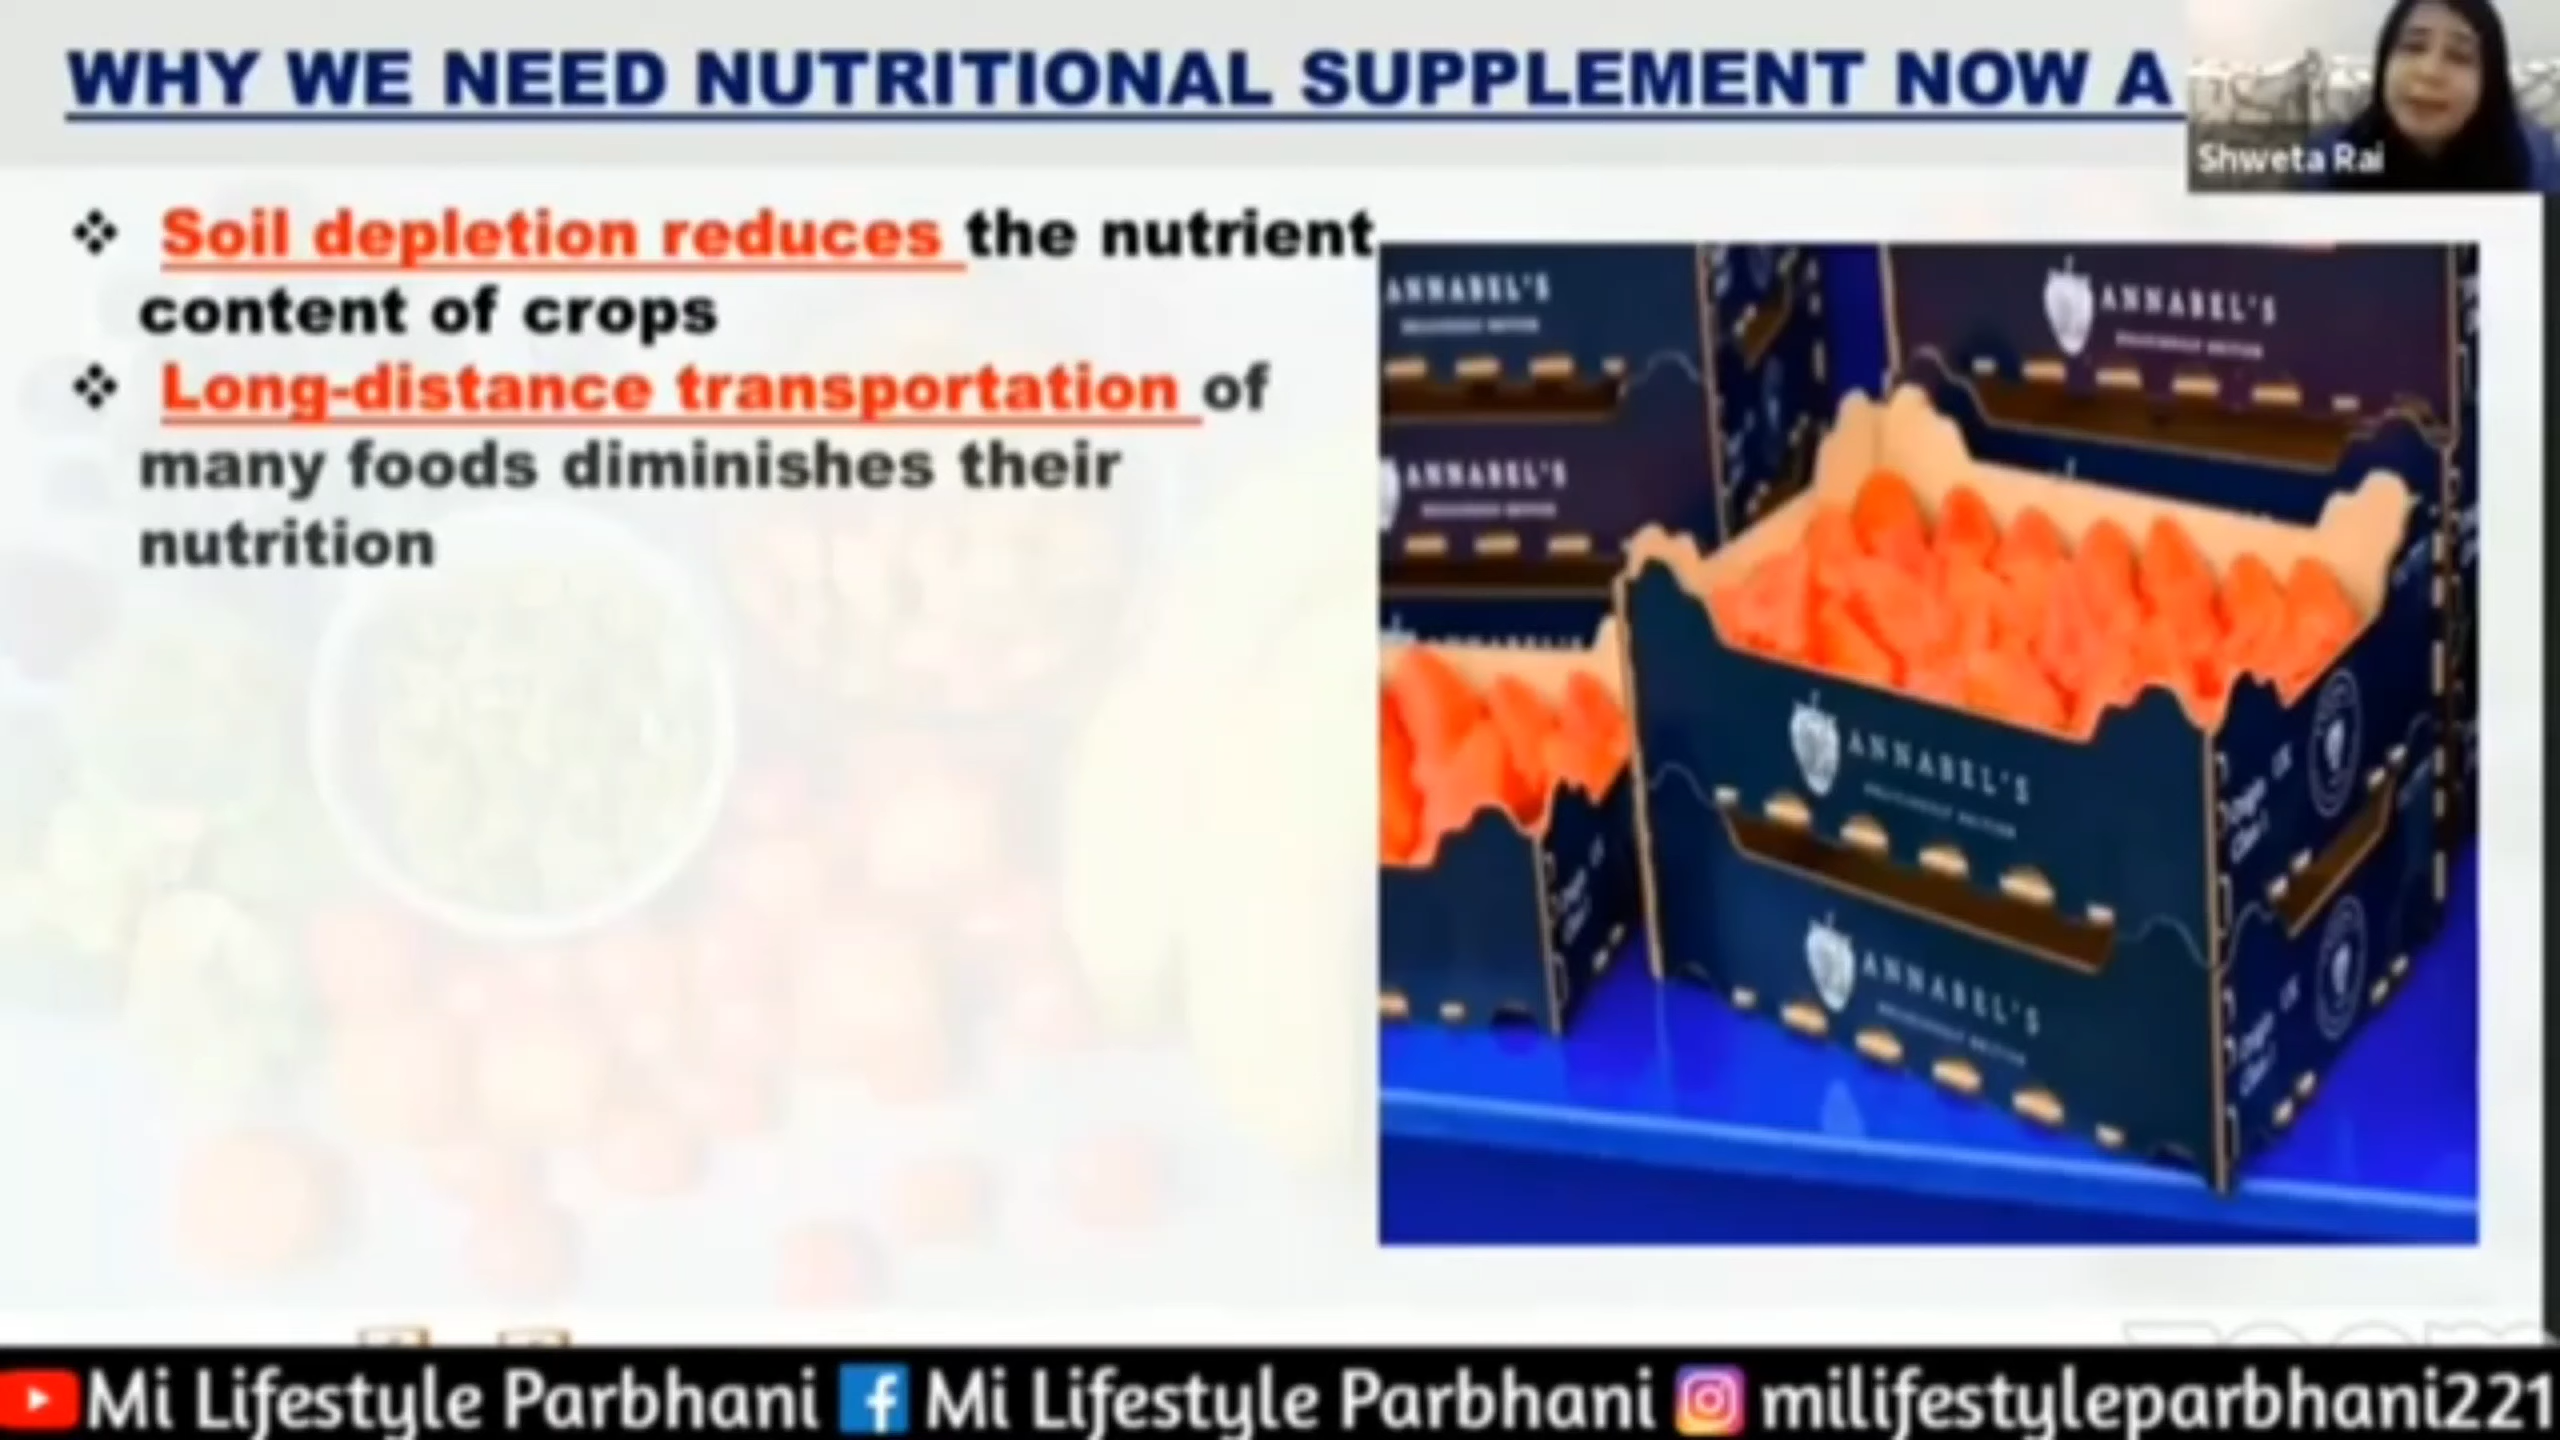 WHY WE NEED NUTRITIONAL SUPPLEMENT NOW A
Shweta Rai
❖ Soil depletion reduces the nutrient
content of crops
❖ Long-distance transportation of
many foods diminishes their
nutrition
ANNABEL'S
ANNABEL'S
ANNABEL'S
ANNABEL'S
ANNABEL'S
zoom
Mi Lifestyle Parbhani Mi Lifestyle Parbhani milifestyleparbhani221